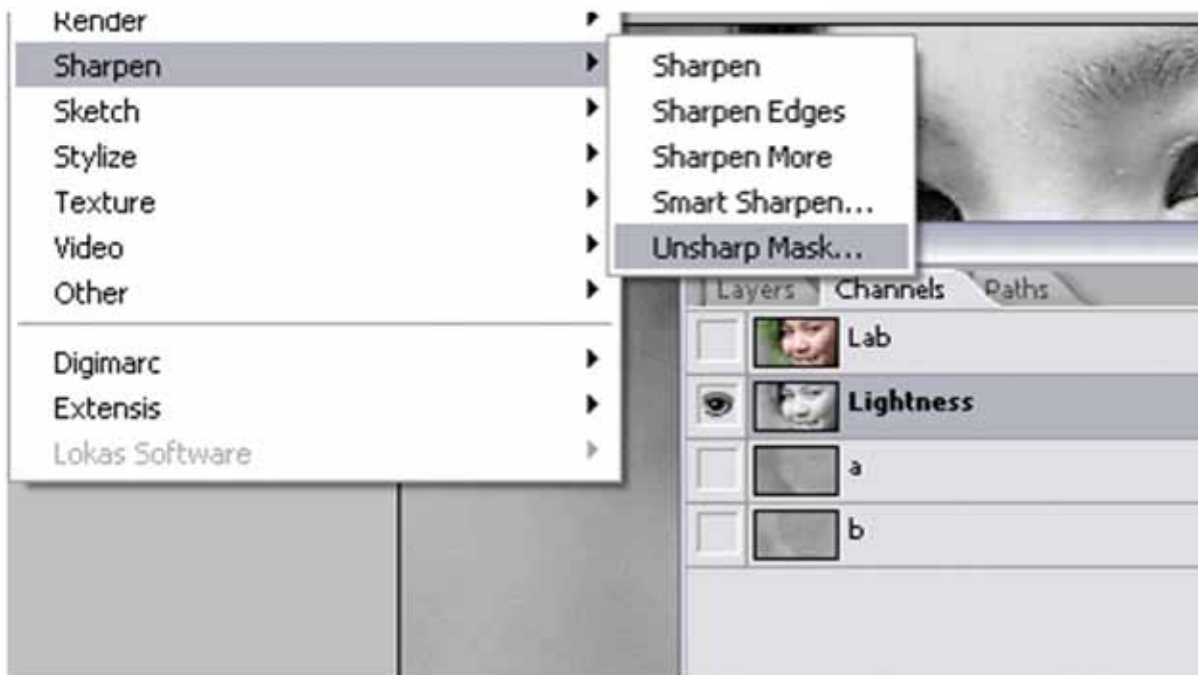 Render
Sharpen
Sketch
Stylize
Texture
Video
Other
Digimarc
Extensis
Lokas Software
Sharpen
Sharpen Edges
Sharpen More
Smart Sharpen...
Unsharp Mask...
Layers Channels Paths
Lab
Lightness
a
b